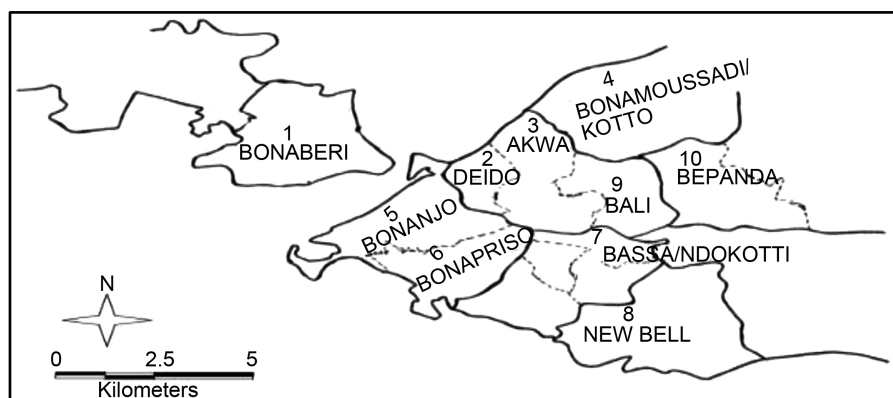 1
BONABERI
2
DEIDO
3
AKWA
4
BONAMOUSSADI/
KOTTO
5
BONANJO
6
BONAPRISO
7
BASSA/NDOKOTTI
8
NEW BELL
9
BALI
10
BEPANDA
N
0 2.5 5
Kilometers